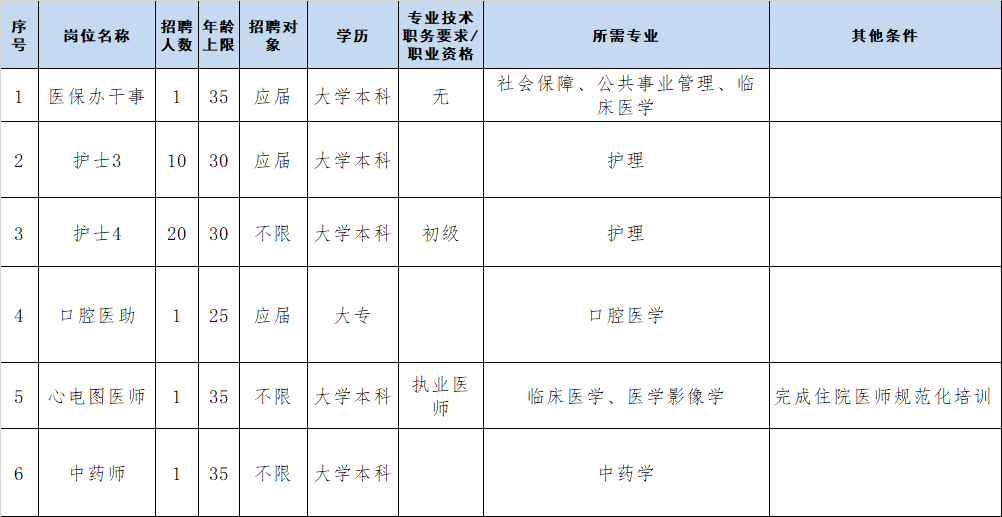 序号 岗位名称 招聘人数 年龄上限 招聘对象 学历 专业技术职务要求/职业资格 所需专业 其他条件
1 医保办干事 1 35 应届 大学本科 无 社会保障、公共事业管理、临床医学
2 护士3 10 30 应届 大学本科 护理
3 护士4 20 30 不限 大学本科 初级 护理
4 口腔医助 1 25 应届 大专 口腔医学
5 心电图医师 1 35 不限 大学本科 执业医师 临床医学、医学影像学 完成住院医师规范化培训
6 中药师 1 35 不限 大学本科 中药学